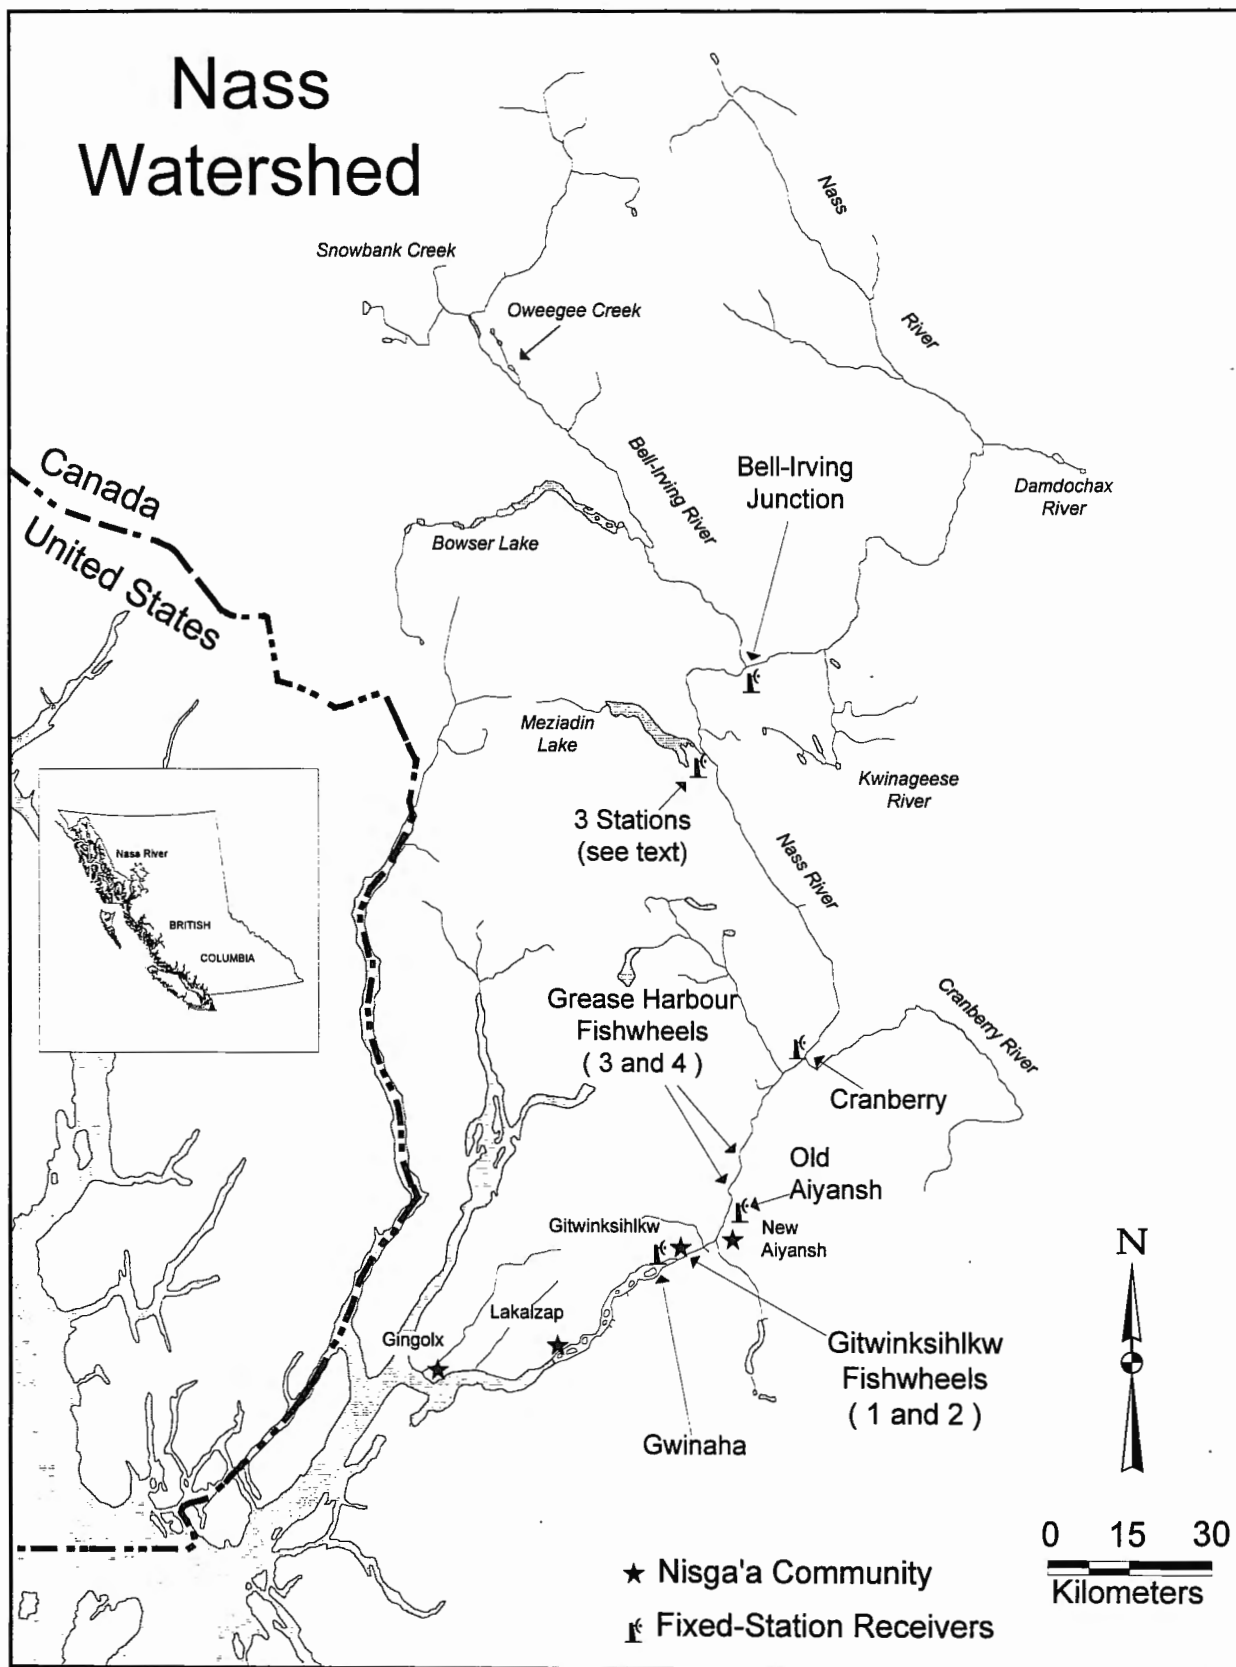 Nass
Watershed
Nass
River
Snowbank Creek
Oweegee Creek
Bell-Irving River
Bell-Irving
Junction
Damdochax
River
Canada
United States
Bowser Lake
Meziadin
Lake
Kwinageese
River
3 Stations
(see text)
Nass River
Nass River
BRITISH
COLUMBIA
Grease Harbour
Fishwheels
( 3 and 4 )
Cranberry River
Cranberry
Old
Aiyansh
New
Aiyansh
Gitwinksihlkw
Lakalzap
Gingolx
N
Gitwinksihlkw
Fishwheels
( 1 and 2 )
Gwinaha
0 15 30
Kilometers
Nisga'a Community
Fixed-Station Receivers